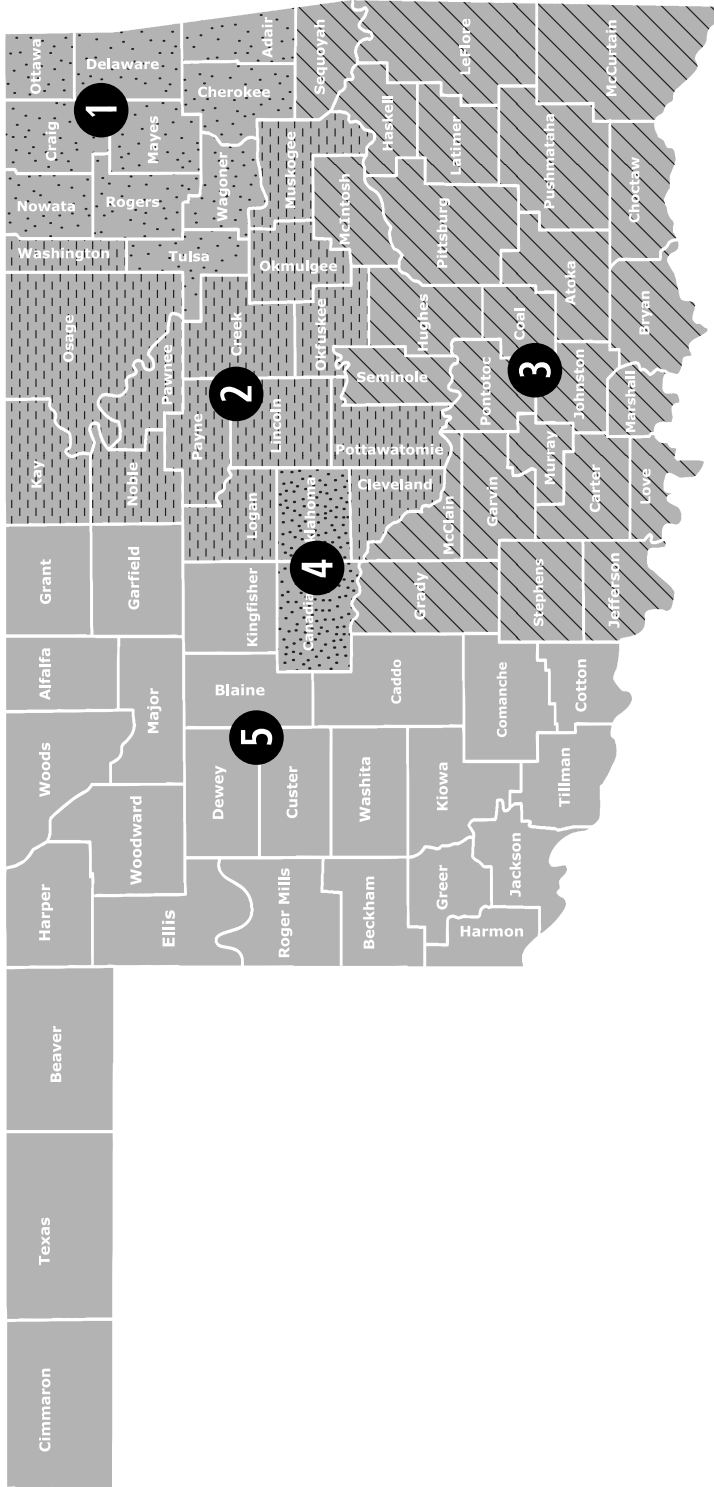 Cimmaron
Texas
Beaver
Harper
Woods
Alfalfa
Grant
Kay
Osage
Washington
Nowata
Craig
Ottawa
Ellis
Woodward
Major
Garfield
Noble
Pawnee
Tulsa
Rogers
Mayes
Delaware
1
Roger Mills
Dewey
Blaine
5
Custer
Kingfisher
Logan
Payne
2
Creek
Lincoln
Wagoner
Cherokee
Adair
Beckham
Washita
Caddo
Canadia
4
klahoma
Cleveland
Pottawatomie
Seminole
Okfuskee
Okmulgee
Muskogee
McIntosh
Sequoyah
Haskell
Harmon
Greer
Kiowa
Comanche
Grady
McClain
Garvin
Pontotoc
Hughes
Pittsburg
Latimer
LeFlore
Jackson
Tillman
Cotton
Stephens
Jefferson
Carter
Murray
3
Johnston
Coal
Atoka
Pushmataha
McCurtain
Love
Marshall
Bryan
Choctaw